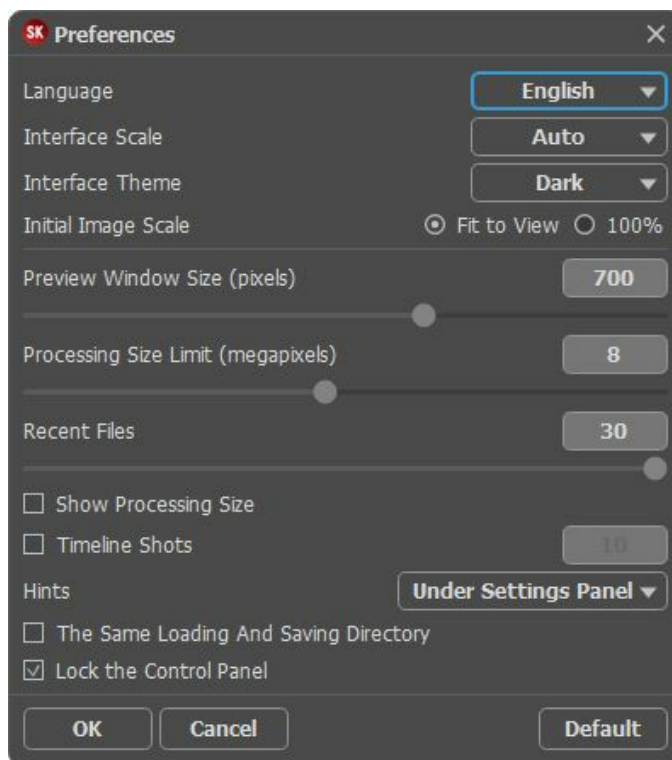 SK Preferences
Language English
Interface Scale Auto
Interface Theme Dark
Initial Image Scale Fit to View 100%
Preview Window Size (pixels) 700
Processing Size Limit (megapixels) 8
Recent Files 30
Show Processing Size
Timeline Shots 10
Hints Under Settings Panel
The Same Loading And Saving Directory
Lock the Control Panel
OK Cancel Default